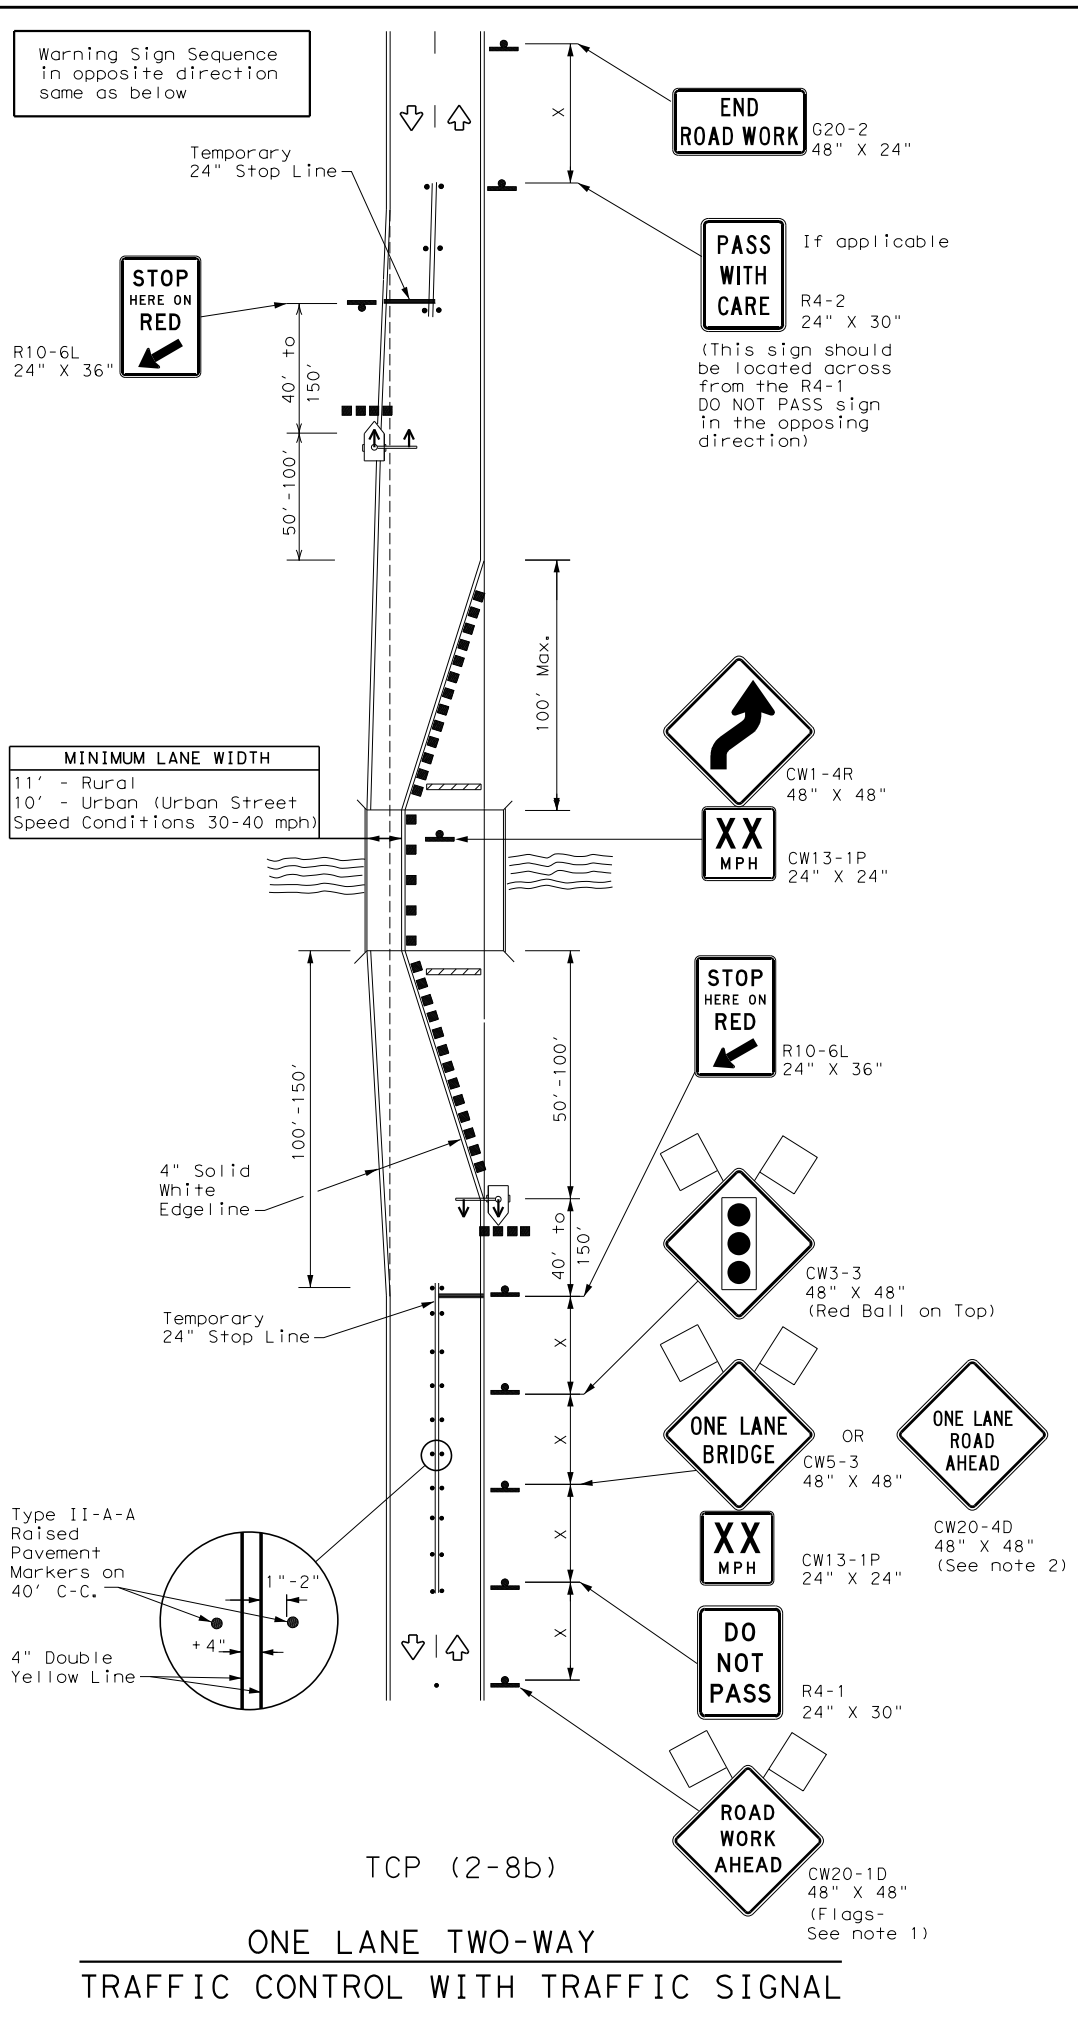 Warning Sign Sequence
in opposite direction
same as below
X
END
ROAD WORK
G20-2
48" X 24"
Temporary
24" Stop Line
PASS
WITH
CARE
If applicable
R4-2
24" X 30"
(This sign should
be located across
from the R4-1
DO NOT PASS sign
in the opposing
direction)
STOP
HERE ON
RED
R10-6L
24" X 36"
40' to
150'
50'-100'
100' Max.
MINIMUM LANE WIDTH
11' - Rural
10' - Urban (Urban Street
Speed Conditions 30-40 mph)
CW1-4R
48" X 48"
XX
MPH
CW13-1P
24" X 24"
STOP
HERE ON
RED
R10-6L
24" X 36"
100'-150'
50'-100'
4" Solid
White
Edgeline
40' to
150'
CW3-3
48" X 48"
(Red Ball on Top)
Temporary
24" Stop Line
X
ONE LANE
BRIDGE
OR
CW5-3
48" X 48"
ONE LANE
ROAD
AHEAD
CW20-4D
48" X 48"
(See note 2)
X
XX
MPH
CW13-1P
24" X 24"
X
Type II-A-A
Raised
Pavement
Markers on
40' C-C.
1"-2"
+4"
4" Double
Yellow Line
X
DO
NOT
PASS
R4-1
24" X 30"
ROAD
WORK
AHEAD
CW20-1D
48" X 48"
(Flags-
See note 1)
TCP (2-8b)
ONE LANE TWO-WAY
TRAFFIC CONTROL WITH TRAFFIC SIGNAL